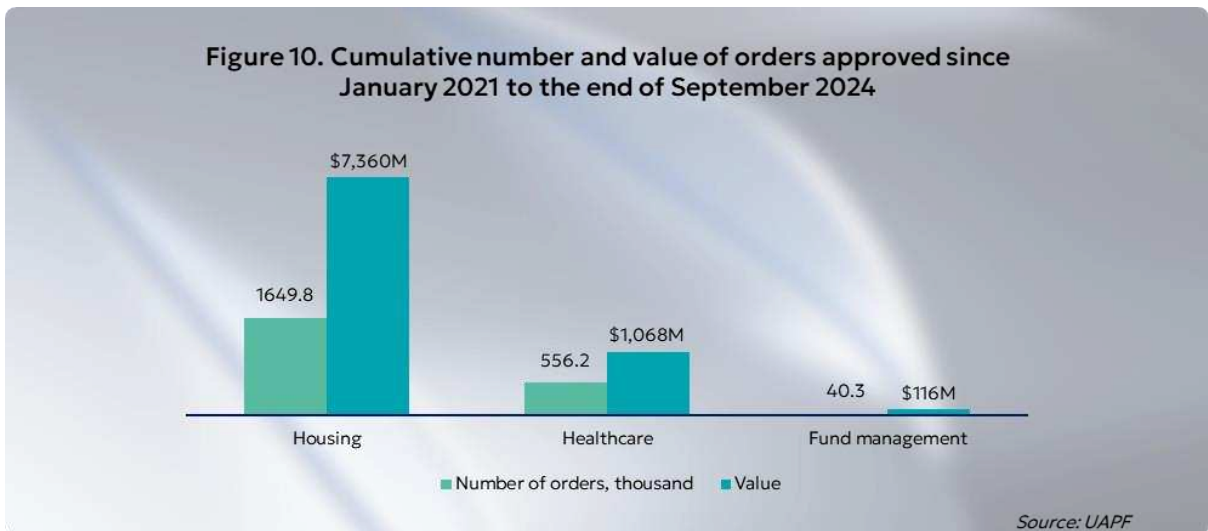 Figure 10. Cumulative number and value of orders approved since
January 2021 to the end of September 2024
$7,360M
1649.8
$1,068M
556.2
40.3
$116M
Housing
Healthcare
Fund management
Number of orders, thousand
Value
Source: UAPF